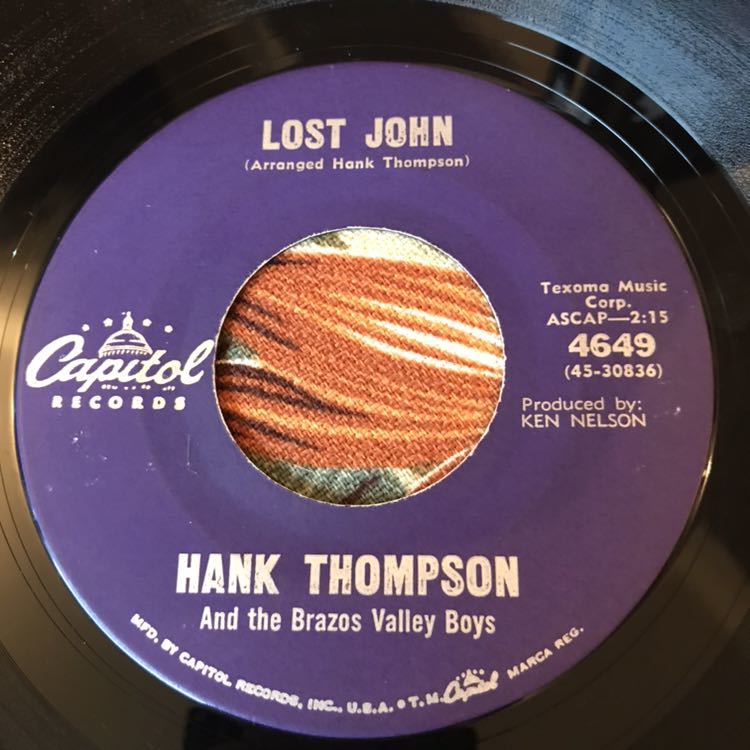 LOST JOHN
(Arranged Hank Thompson)
Capitol
RECORDS
Texoma Music
Corp.
ASCAP—2:15
4649
(45-30836)
Produced by:
KEN NELSON
HANK THOMPSON
And the Brazos Valley Boys
MFD. BY CAPITOL RECORDS, INC., U.S.A. • T.M. Capitol MARCA REG.